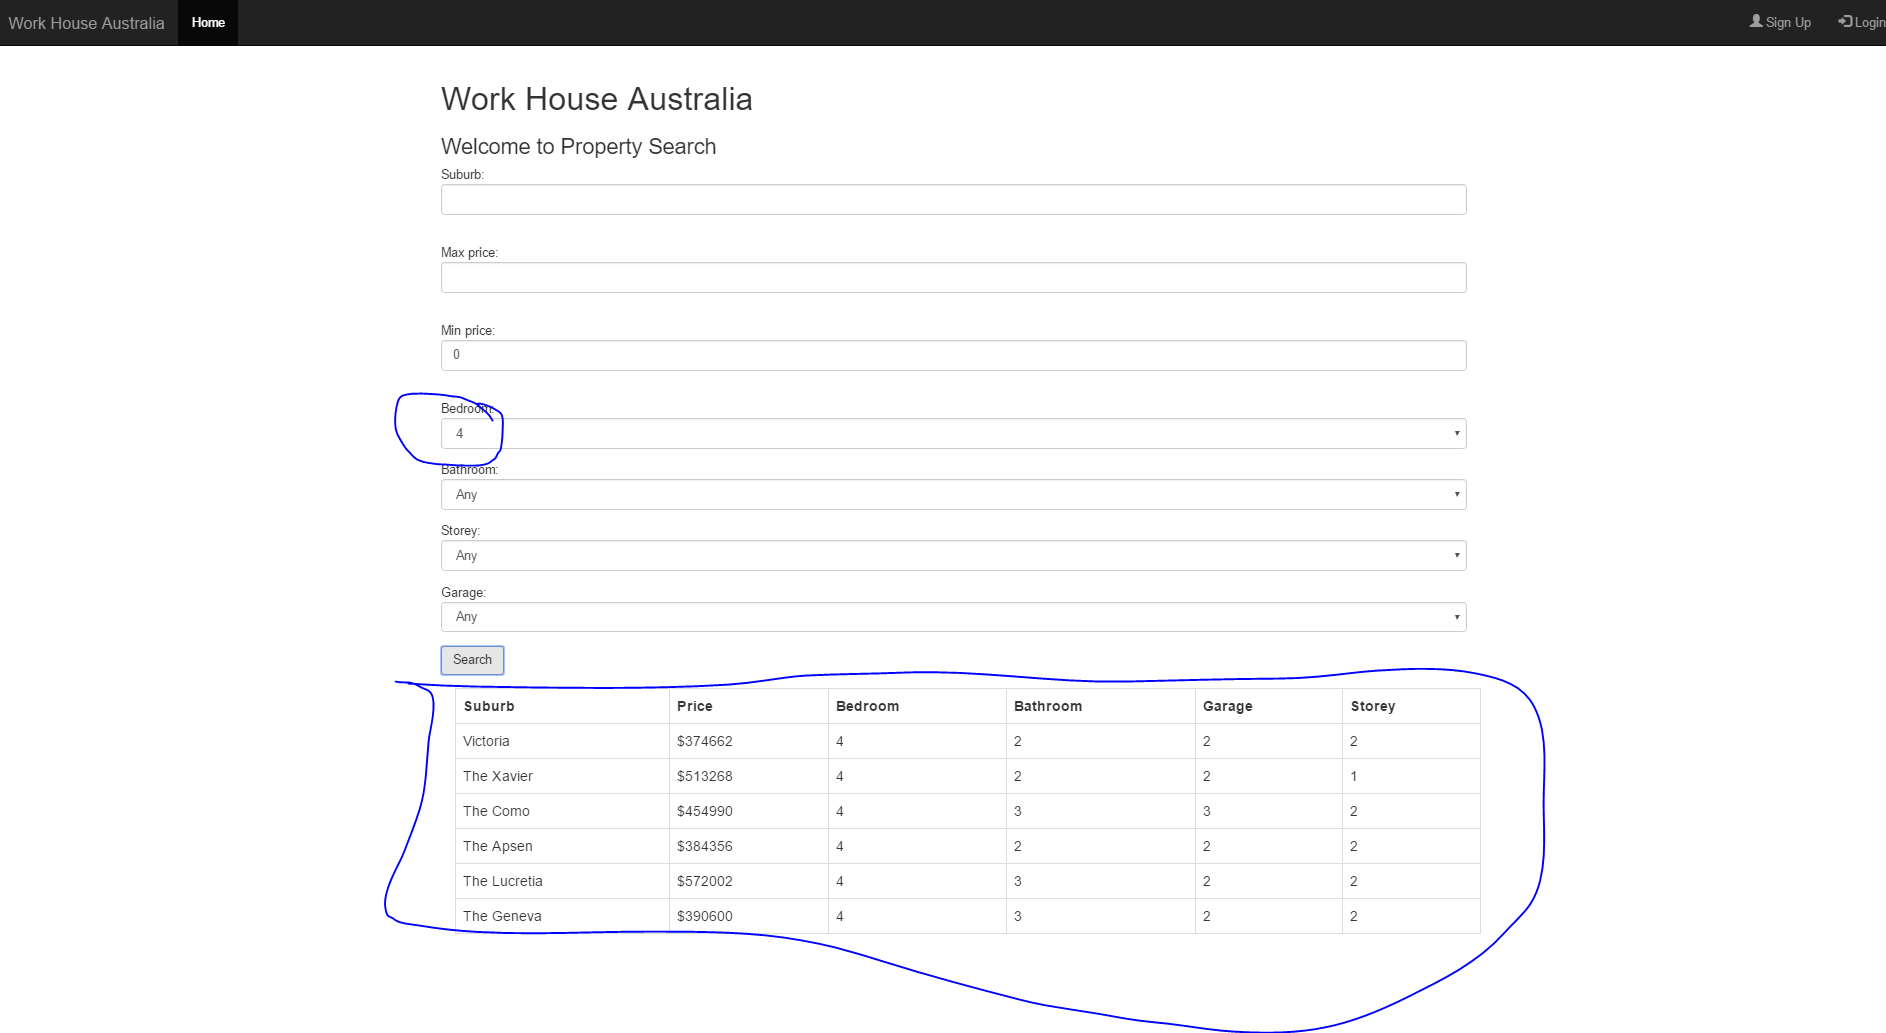 Work House Australia Home Sign Up Login
Work House Australia
Welcome to Property Search
Suburb:
Max price:
Min price:
0
Bedroom:
4
Bathroom:
Any
Storey:
Any
Garage:
Any
Search
Suburb Price Bedroom Bathroom Garage Storey
Victoria $374662 4 2 2 2
The Xavier $513268 4 2 2 1
The Como $454990 4 3 3 2
The Apsen $384356 4 2 2 2
The Lucretia $572002 4 3 2 2
The Geneva $390600 4 3 2 2